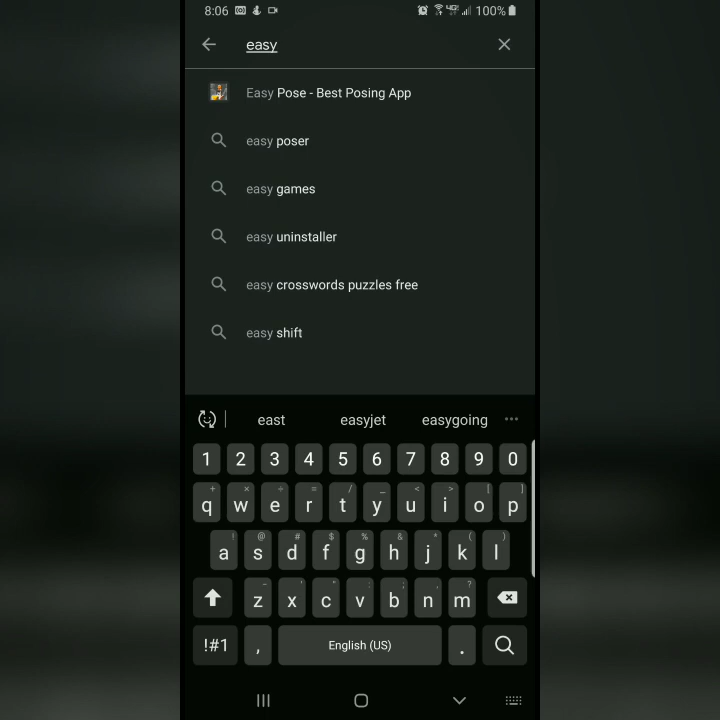 8:06 100%
easy
Easy Pose - Best Posing App
easy poser
easy games
easy uninstaller
easy crosswords puzzles free
easy shift
east easyjet easygoing ...
1 2 3 4 5 6 7 8 9 0
+ × ÷ = / _ < > [ ]
q w e r t y u i o p
! @ # $ % & * ( )
a s d f g h j k l
- ' " : ; , ?
z x c v b n m
!#1 , English (US) .